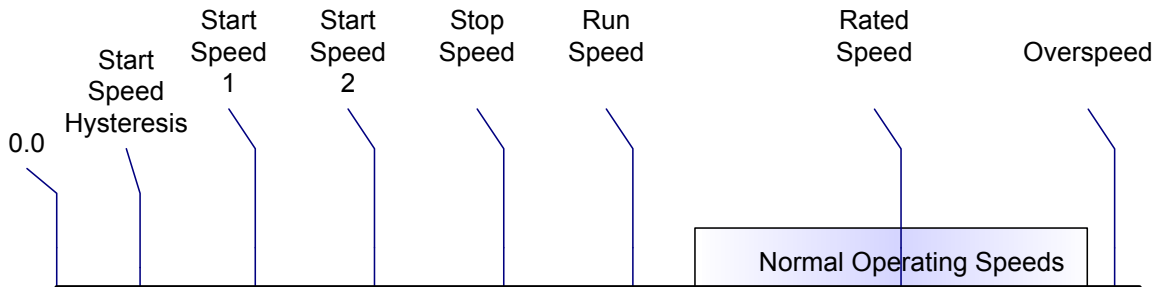 0.0
Start
Speed
Hysteresis
Start
Speed
1
Start
Speed
2
Stop
Speed
Run
Speed
Rated
Speed
Overspeed
Normal Operating Speeds